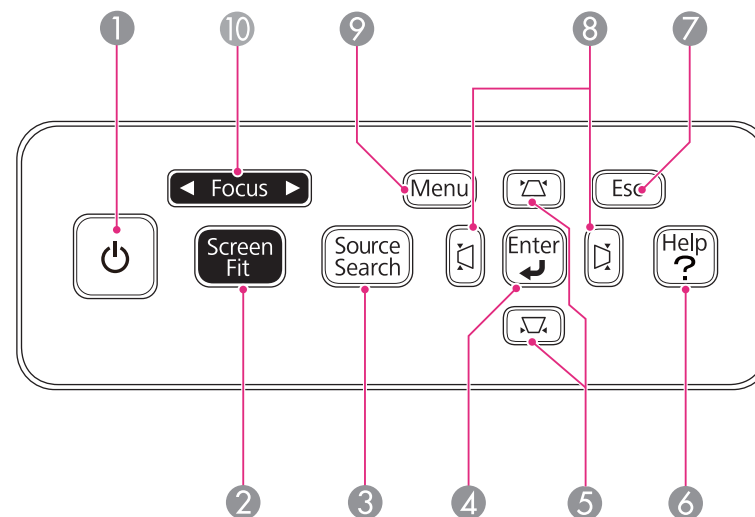 1 10 9 8 7
Focus
Menu
Esc
Screen
Fit
Source
Search
Enter
Help
?
2 3 4 5 6